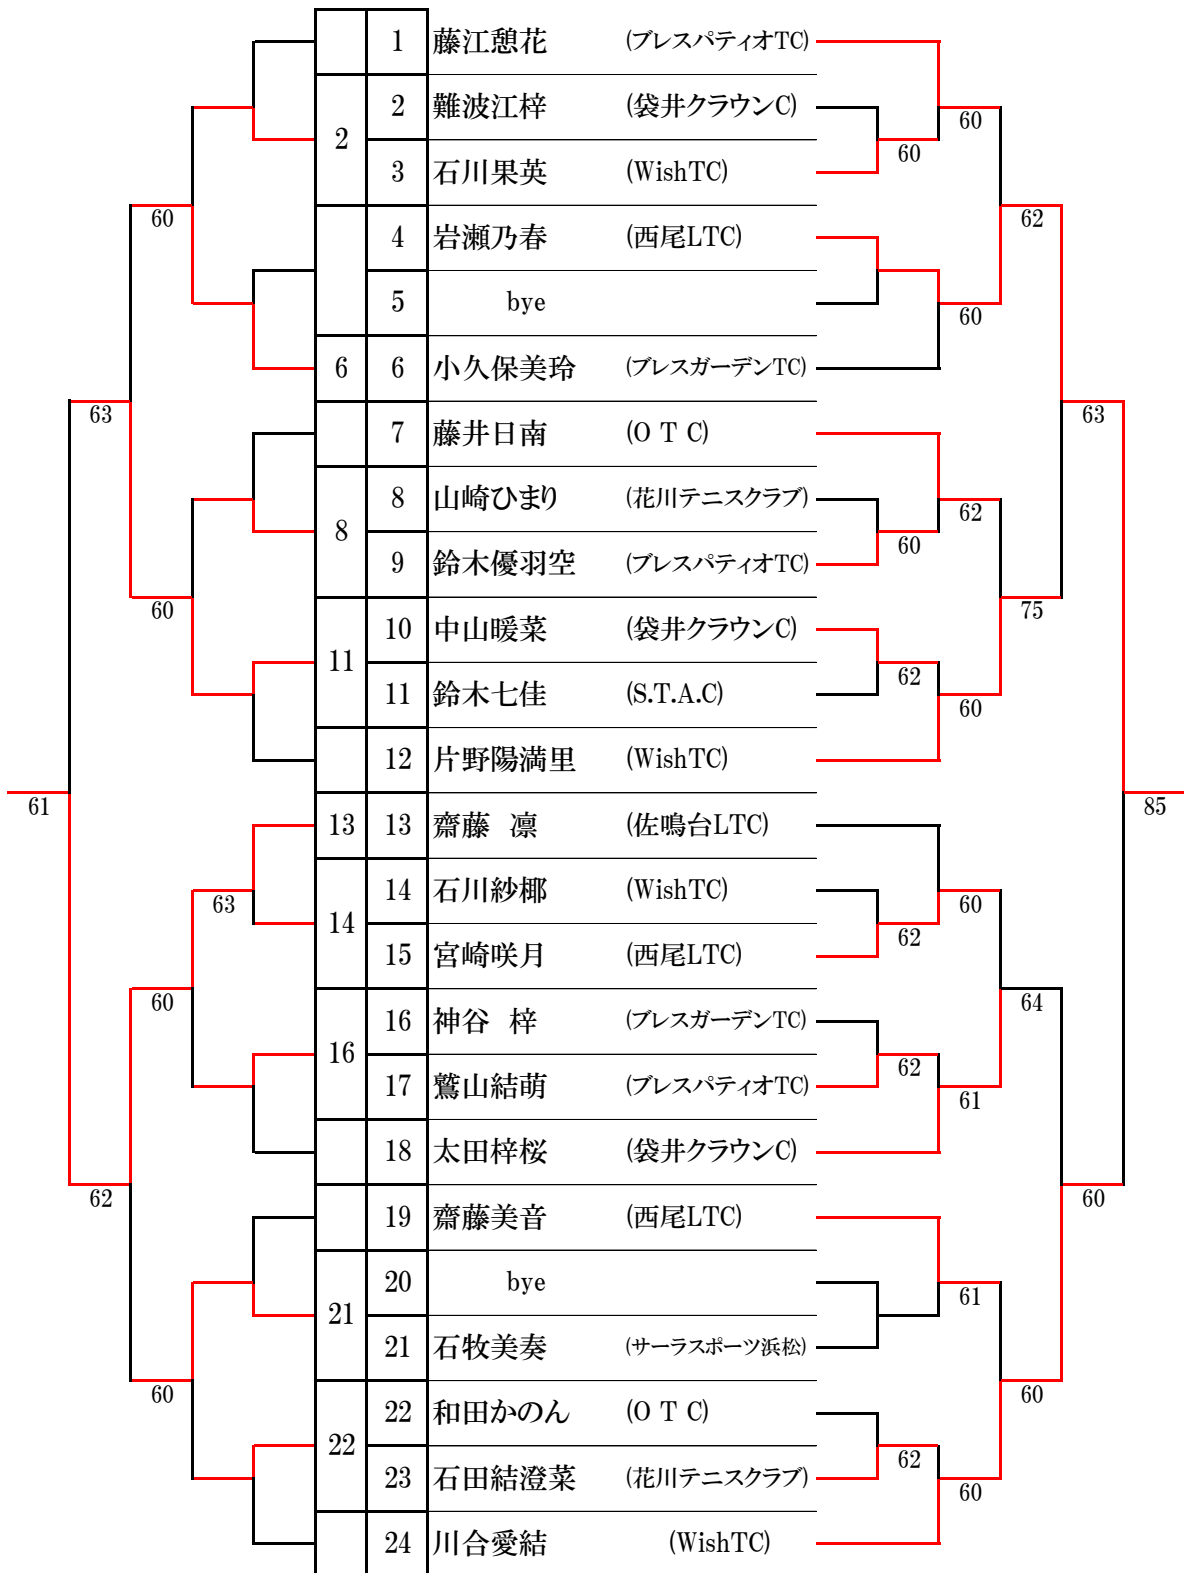 1 藤江憩花 (ブレスパティオTC)
2 難波江梓 (袋井クラウンC) 60
2 60
3 石川果英 (WishTC)
60 4 岩瀬乃春 (西尾LTC) 62
5 bye 60
6 6 小久保美玲 (ブレスガーデンTC)
63 7 藤井日南 (O T C) 63
8 山崎ひまり (花川テニスクラブ) 62
8 60
9 鈴木優羽空 (ブレスパティオTC)
60 10 中山暖菜 (袋井クラウンC) 75
11 62
11 鈴木七佳 (S.T.A.C) 60
12 片野陽満里 (WishTC)
61 13 13 齋藤 凛 (佐鳴台LTC) 85
63 14 石川紗椰 (WishTC) 60
14 62
15 宮崎咲月 (西尾LTC)
60 16 神谷 梓 (ブレスガーデンTC) 64
16 62
17 鷲山結萌 (ブレスパティオTC) 61
18 太田梓桜 (袋井クラウンC)
62 19 齋藤美音 (西尾LTC) 60
20 bye 61
21
21 石牧美奏 (サーラスポーツ浜松)
60 22 和田かのん (O T C) 60
22 62
23 石田結澄菜 (花川テニスクラブ) 60
24 川合愛結 (WishTC)